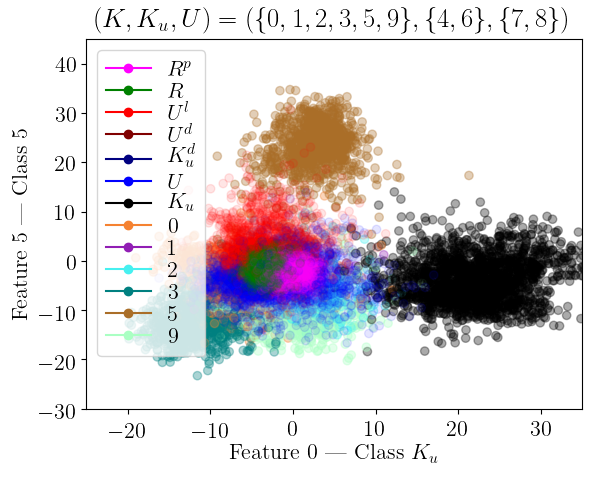 (K, K_u, U) = ({0, 1, 2, 3, 5, 9}, {4, 6}, {7, 8})
40
30
20
10
0
−10
−20
−30
Feature 5 — Class 5
R^p
R
U^l
U^d
K_u^d
U
K_u
0
1
2
3
5
9
−20
−10
0
10
20
30
Feature 0 — Class K_u